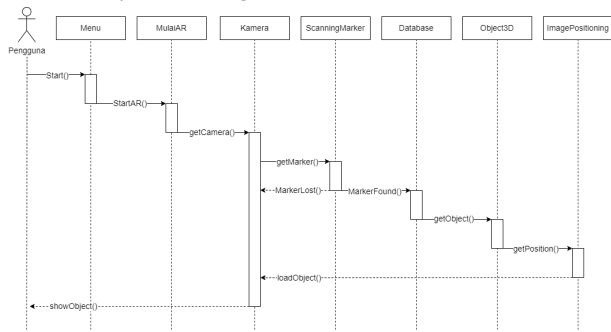 Menu
MulaiAR
Kamera
ScanningMarker
Database
Object3D
ImagePositioning
Pengguna
Start()
StartAR()
getCamera()
getMarker()
MarkerLost()
MarkerFound()
getObject()
getPosition()
loadObject()
showObject()